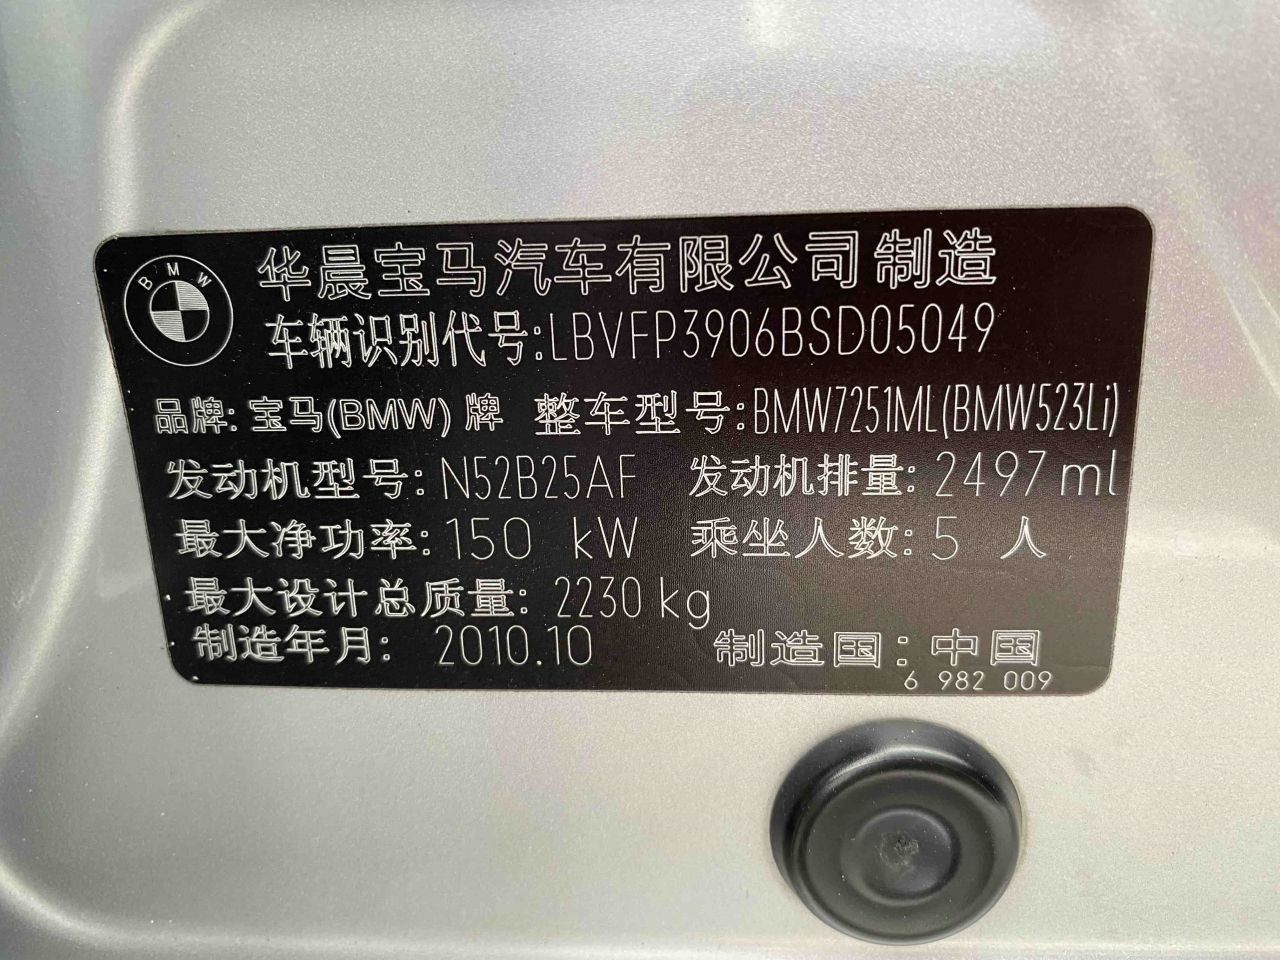 BMW
华晨宝马汽车有限公司 制造
车辆识别代号:LBVFP3906BSD05049
品牌: 宝马(BMW) 牌 整车型号:BMW7251ML(BMW523Li)
发动机型号: N52B25AF 发动机排量: 2497 ml
最大净功率: 150 kW 乘坐人数: 5 人
最大设计总质量: 2230 kg
制造年月: 2010.10 制造国: 中国
6 982 009